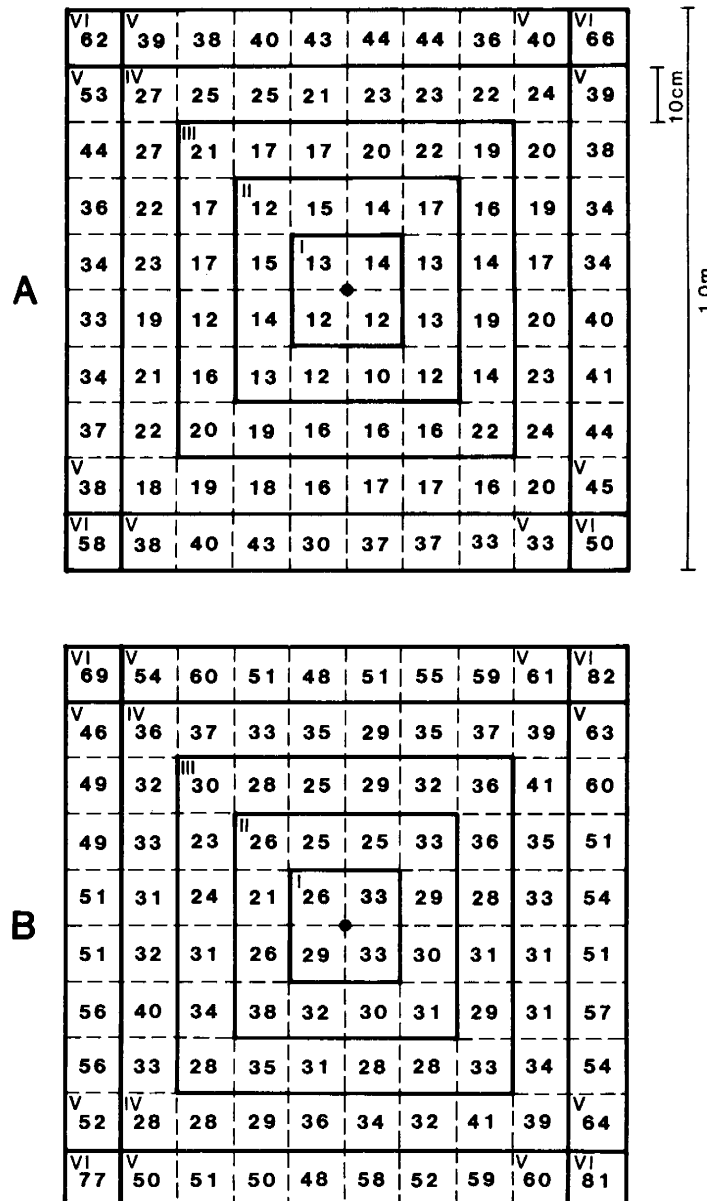 VI V V VI
62 39 38 40 43 44 44 36 40 66
V IV V
53 27 25 25 21 23 23 22 24 39
10cm
III
44 27 21 17 17 20 22 19 20 38
II
36 22 17 12 15 14 17 16 19 34
I
34 23 17 15 13 14 13 14 17 34
A
1.0m
33 19 12 14 12 12 13 19 20 40
34 21 16 13 12 10 12 14 23 41
37 22 20 19 16 16 16 22 24 44
V V
38 18 19 18 16 17 17 16 20 45
VI V V VI
58 38 40 43 30 37 37 33 33 50
VI V V VI
69 54 60 51 48 51 55 59 61 82
V IV V
46 36 37 33 35 29 35 37 39 63
III
49 32 30 28 25 29 32 36 41 60
II
49 33 23 26 25 25 33 36 35 51
I
51 31 24 21 26 33 29 28 33 54
B
51 32 31 26 29 33 30 31 31 51
56 40 34 38 32 30 31 29 31 57
56 33 28 35 31 28 28 33 34 54
V IV V
52 28 28 29 36 34 32 41 39 64
VI V V VI
77 50 51 50 48 58 52 59 60 81